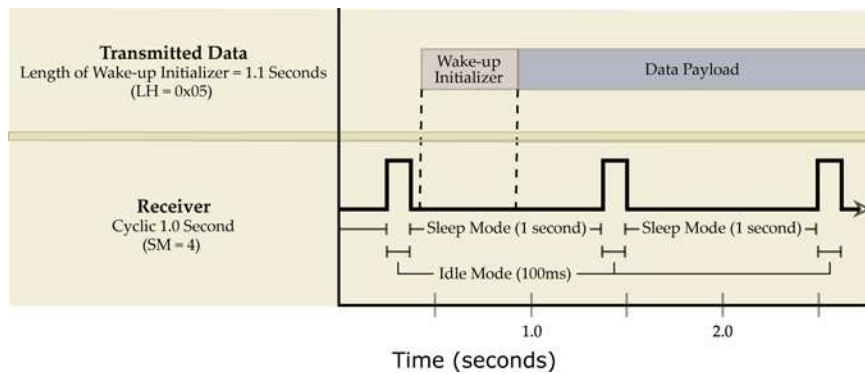 Transmitted Data
Length of Wake-up Initializer = 1.1 Seconds
(LH = 0x05)
Wake-up
Initializer
Data Payload
Receiver
Cyclic 1.0 Second
(SM = 4)
Sleep Mode (1 second)
Sleep Mode (1 second)
Idle Mode (100ms)
1.0
2.0
Time (seconds)